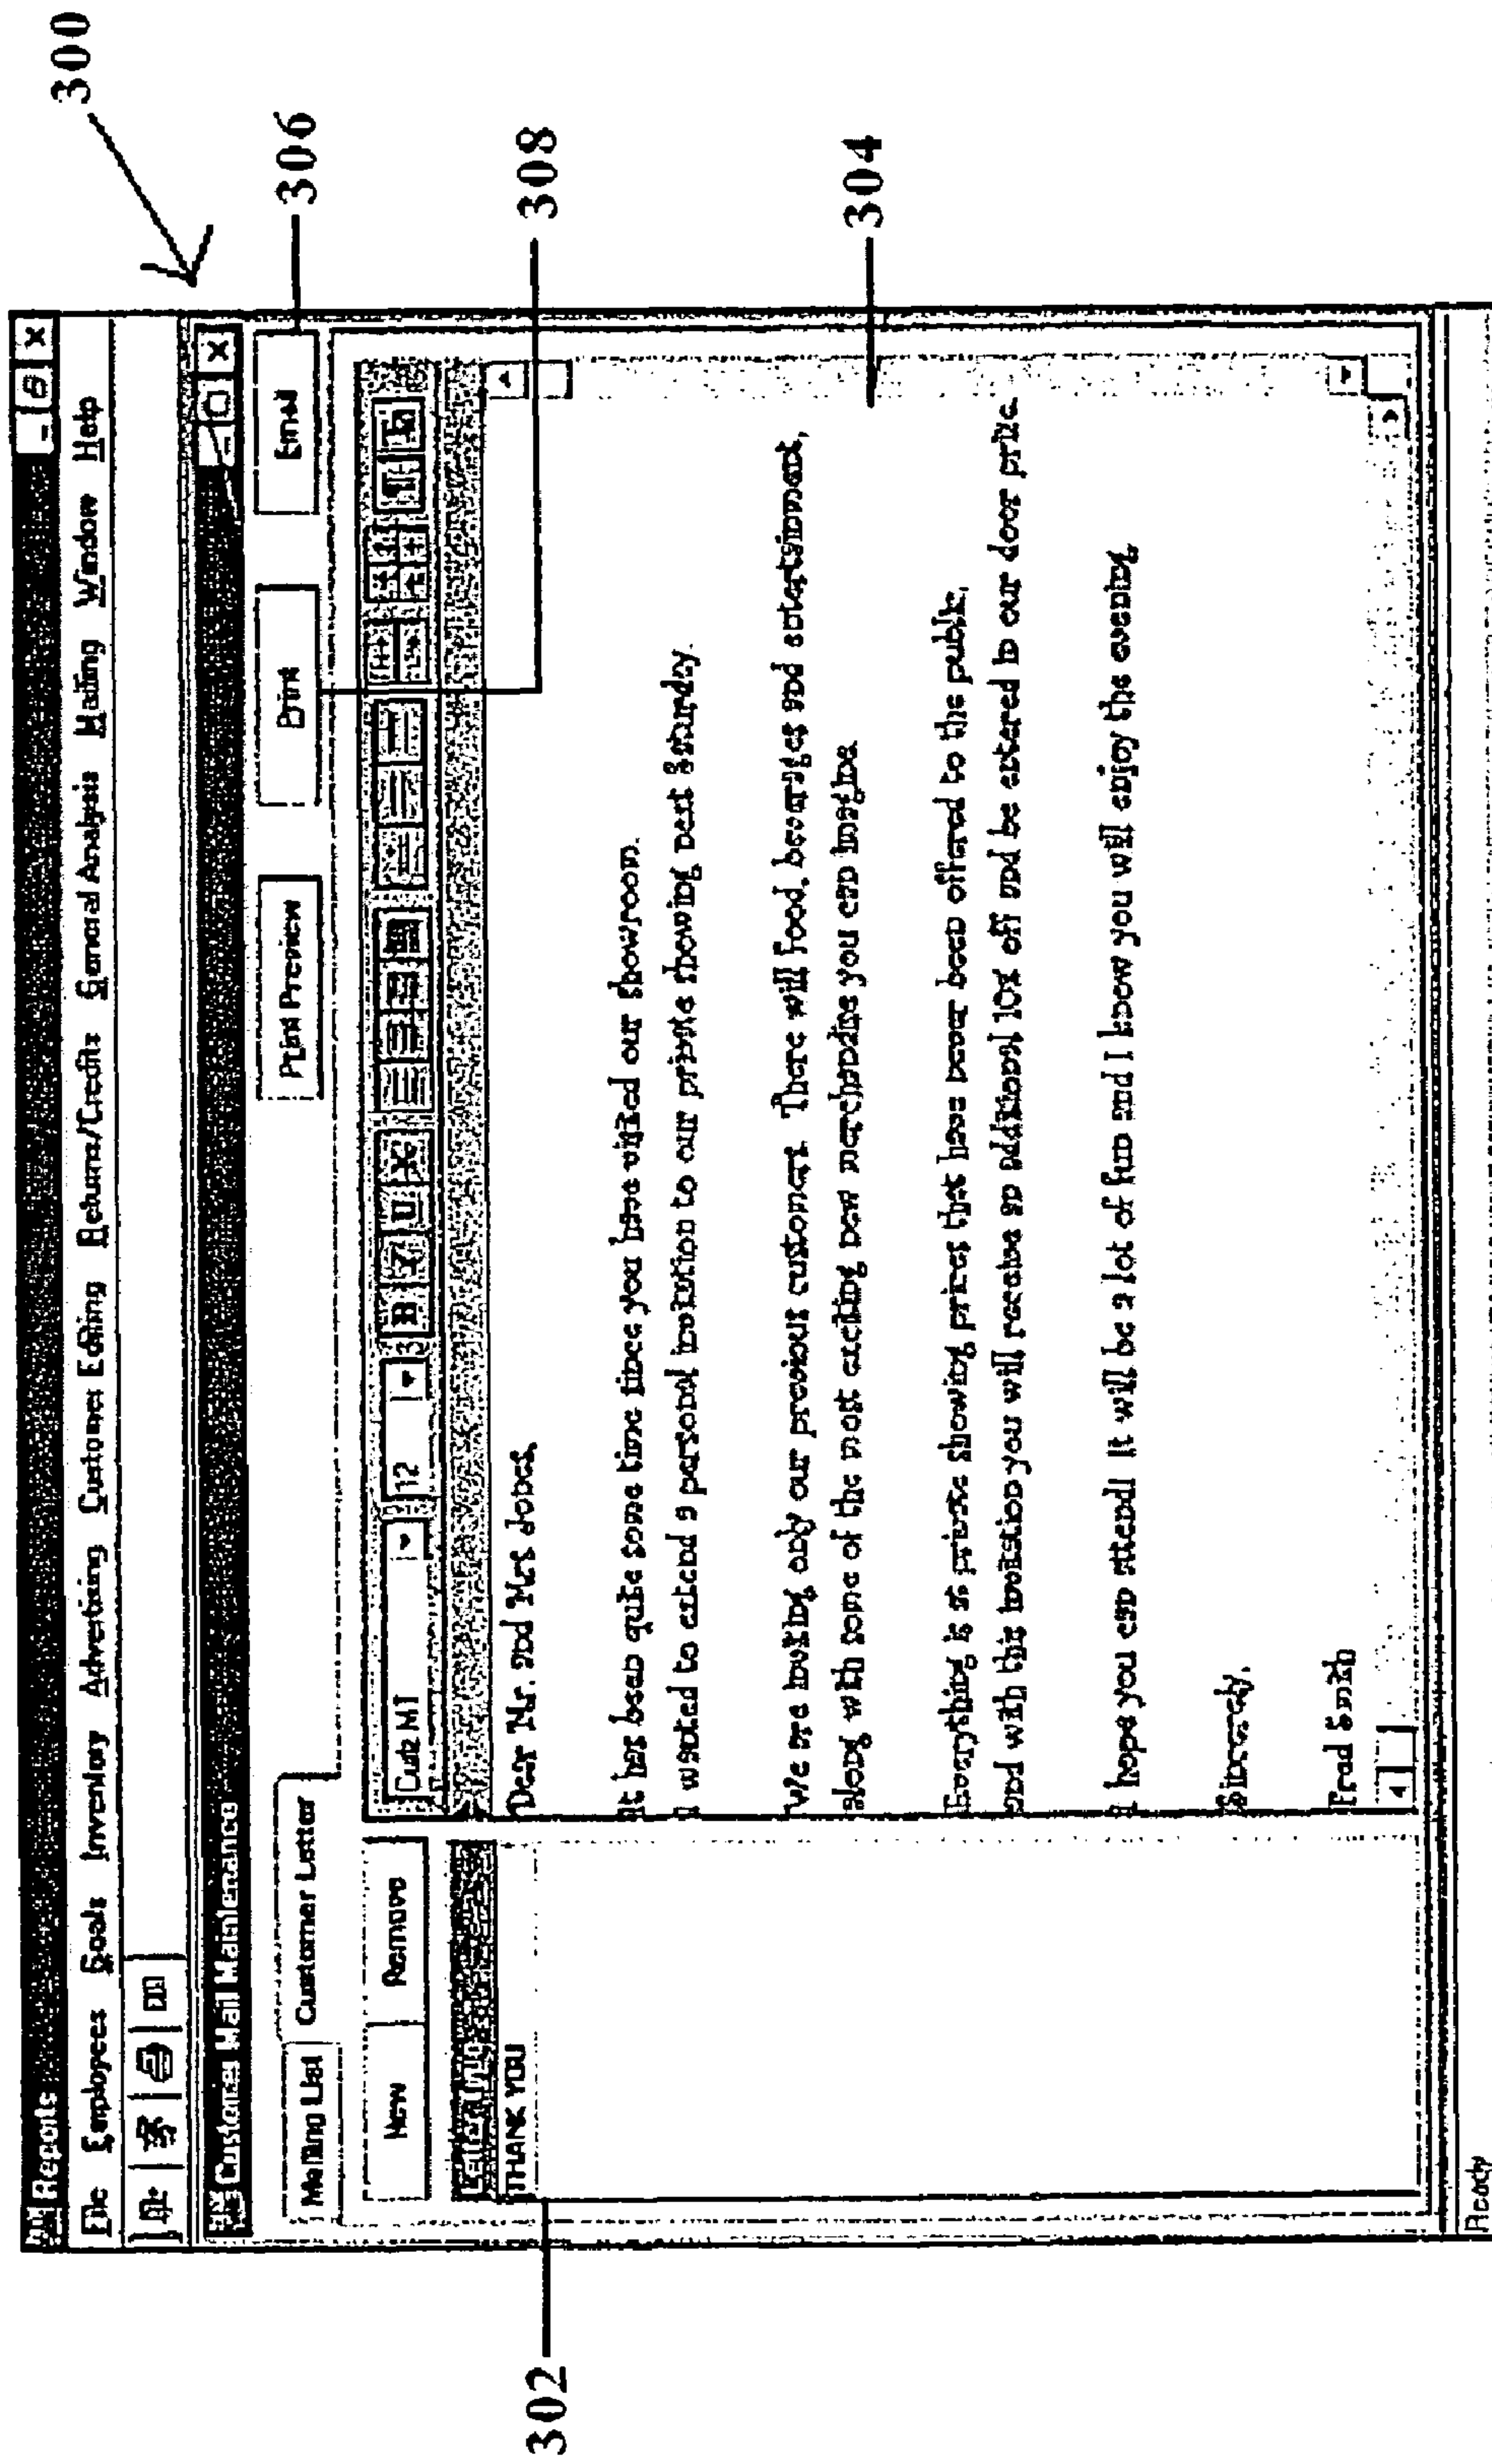 300
Reports
File Employees Goals Inventory Advertising Customer Editing Returns/Credits General Analysis Mailing Window Help
Customer Mail Maintenance
Mailing List Customer Letter
Print Preview Print Email
306
New Remove
12 B U X
308
THANK YOU
302
Dear Mr. and Mrs Jones,
It has been quite some time since you have visited our showroom.
I wanted to extend a personal invitation to our private showing next Saturday.
We are inviting only our previous customers. There will food, beverages and entertainment,
along with some of the most exciting new merchandise you can imagine
304
Everything is at private showing prices that have never been offered to the public,
and with this invitation you will receive an additional 10% off and be entered in our door prize
I hope you can attend! It will be a lot of fun and I know you will enjoy the evening.
Sincerely,
Smith
Ready